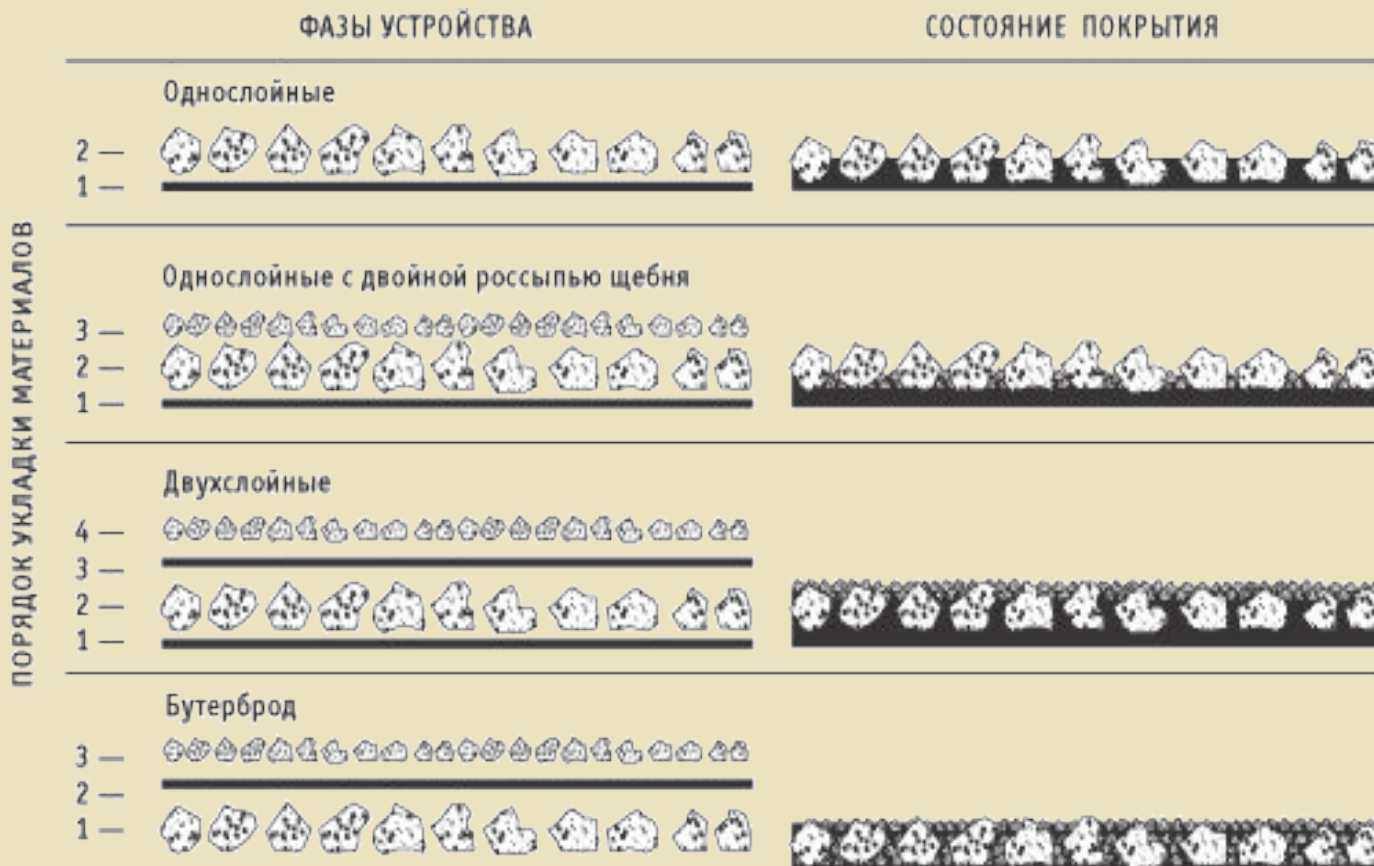 ФАЗЫ УСТРОЙСТВА
СОСТОЯНИЕ ПОКРЫТИЯ
ПОРЯДОК УКЛАДКИ МАТЕРИАЛОВ
Однослойные
2 —
1 —
Однослойные с двойной россыпью щебня
3 —
2 —
1 —
Двухслойные
4 —
3 —
2 —
1 —
Бутерброд
3 —
2 —
1 —